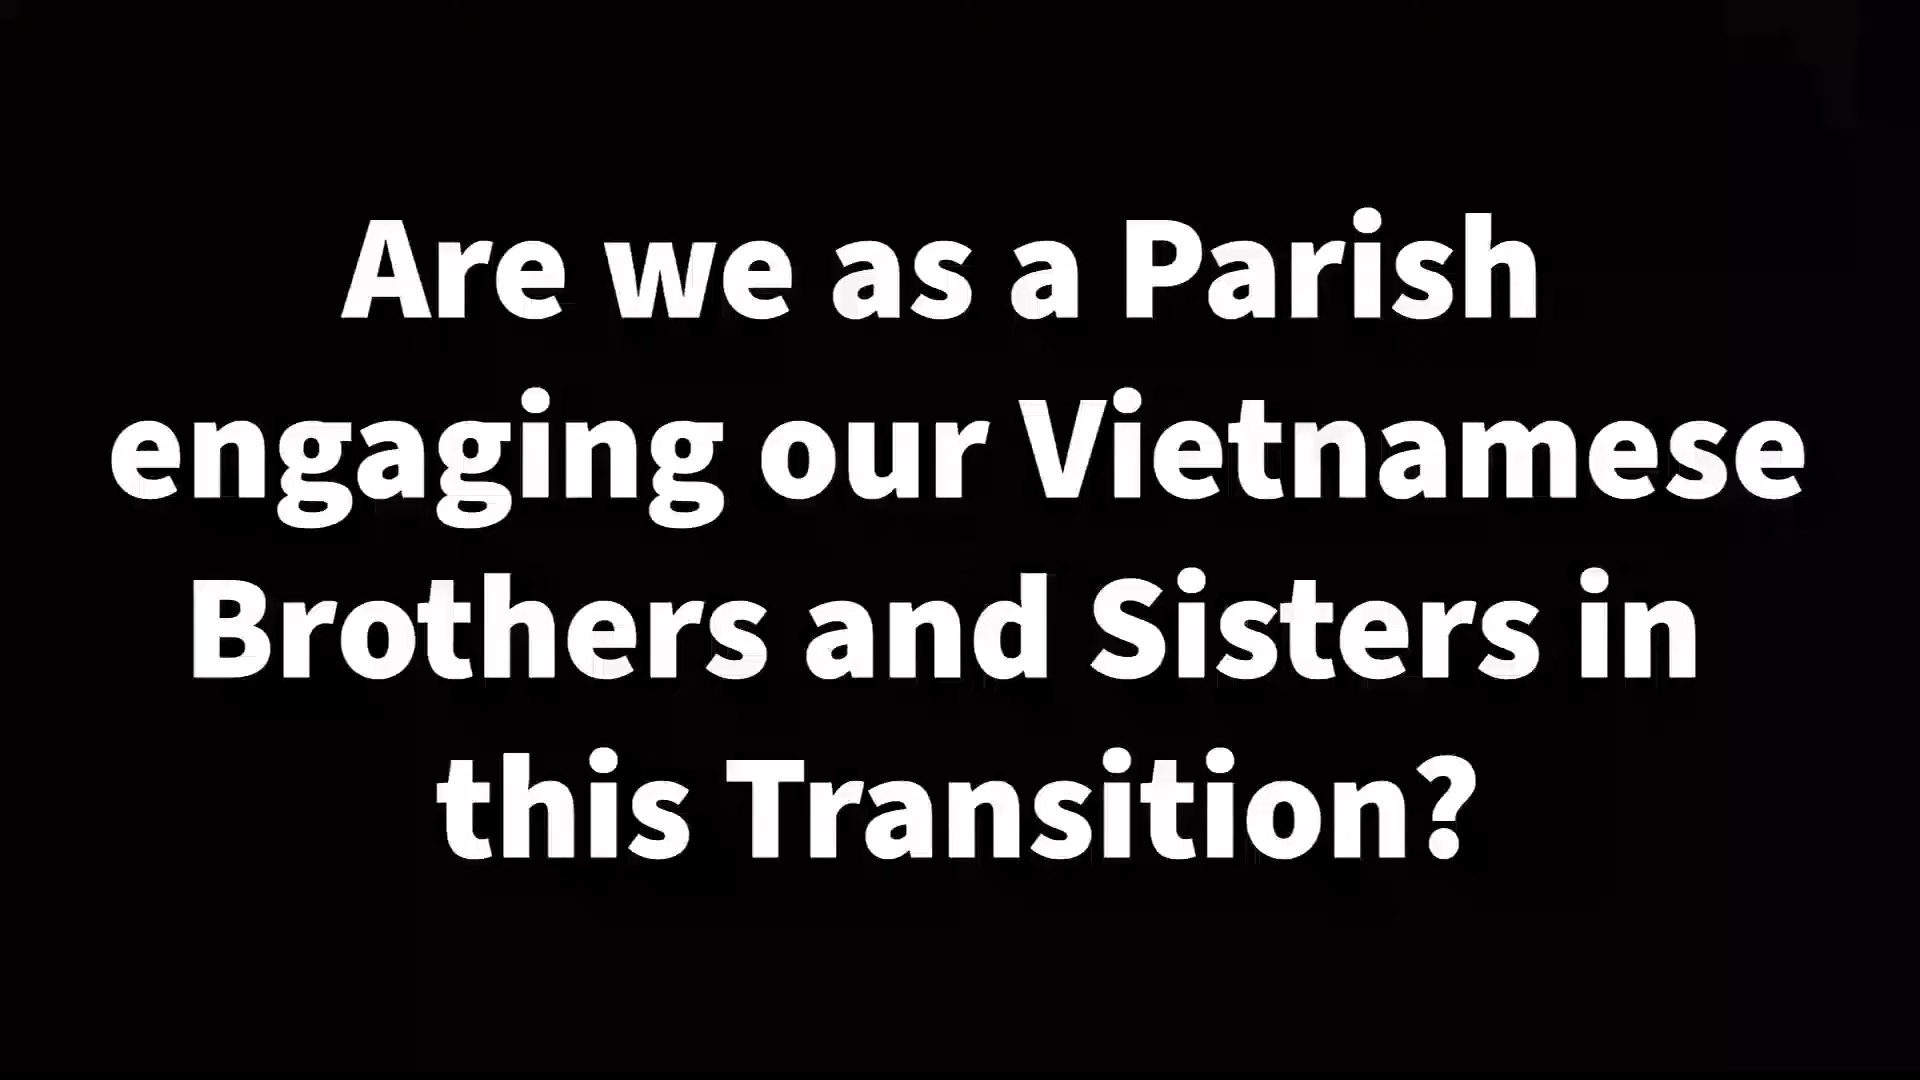 Are we as a Parish
engaging our Vietnamese
Brothers and Sisters in
this Transition?